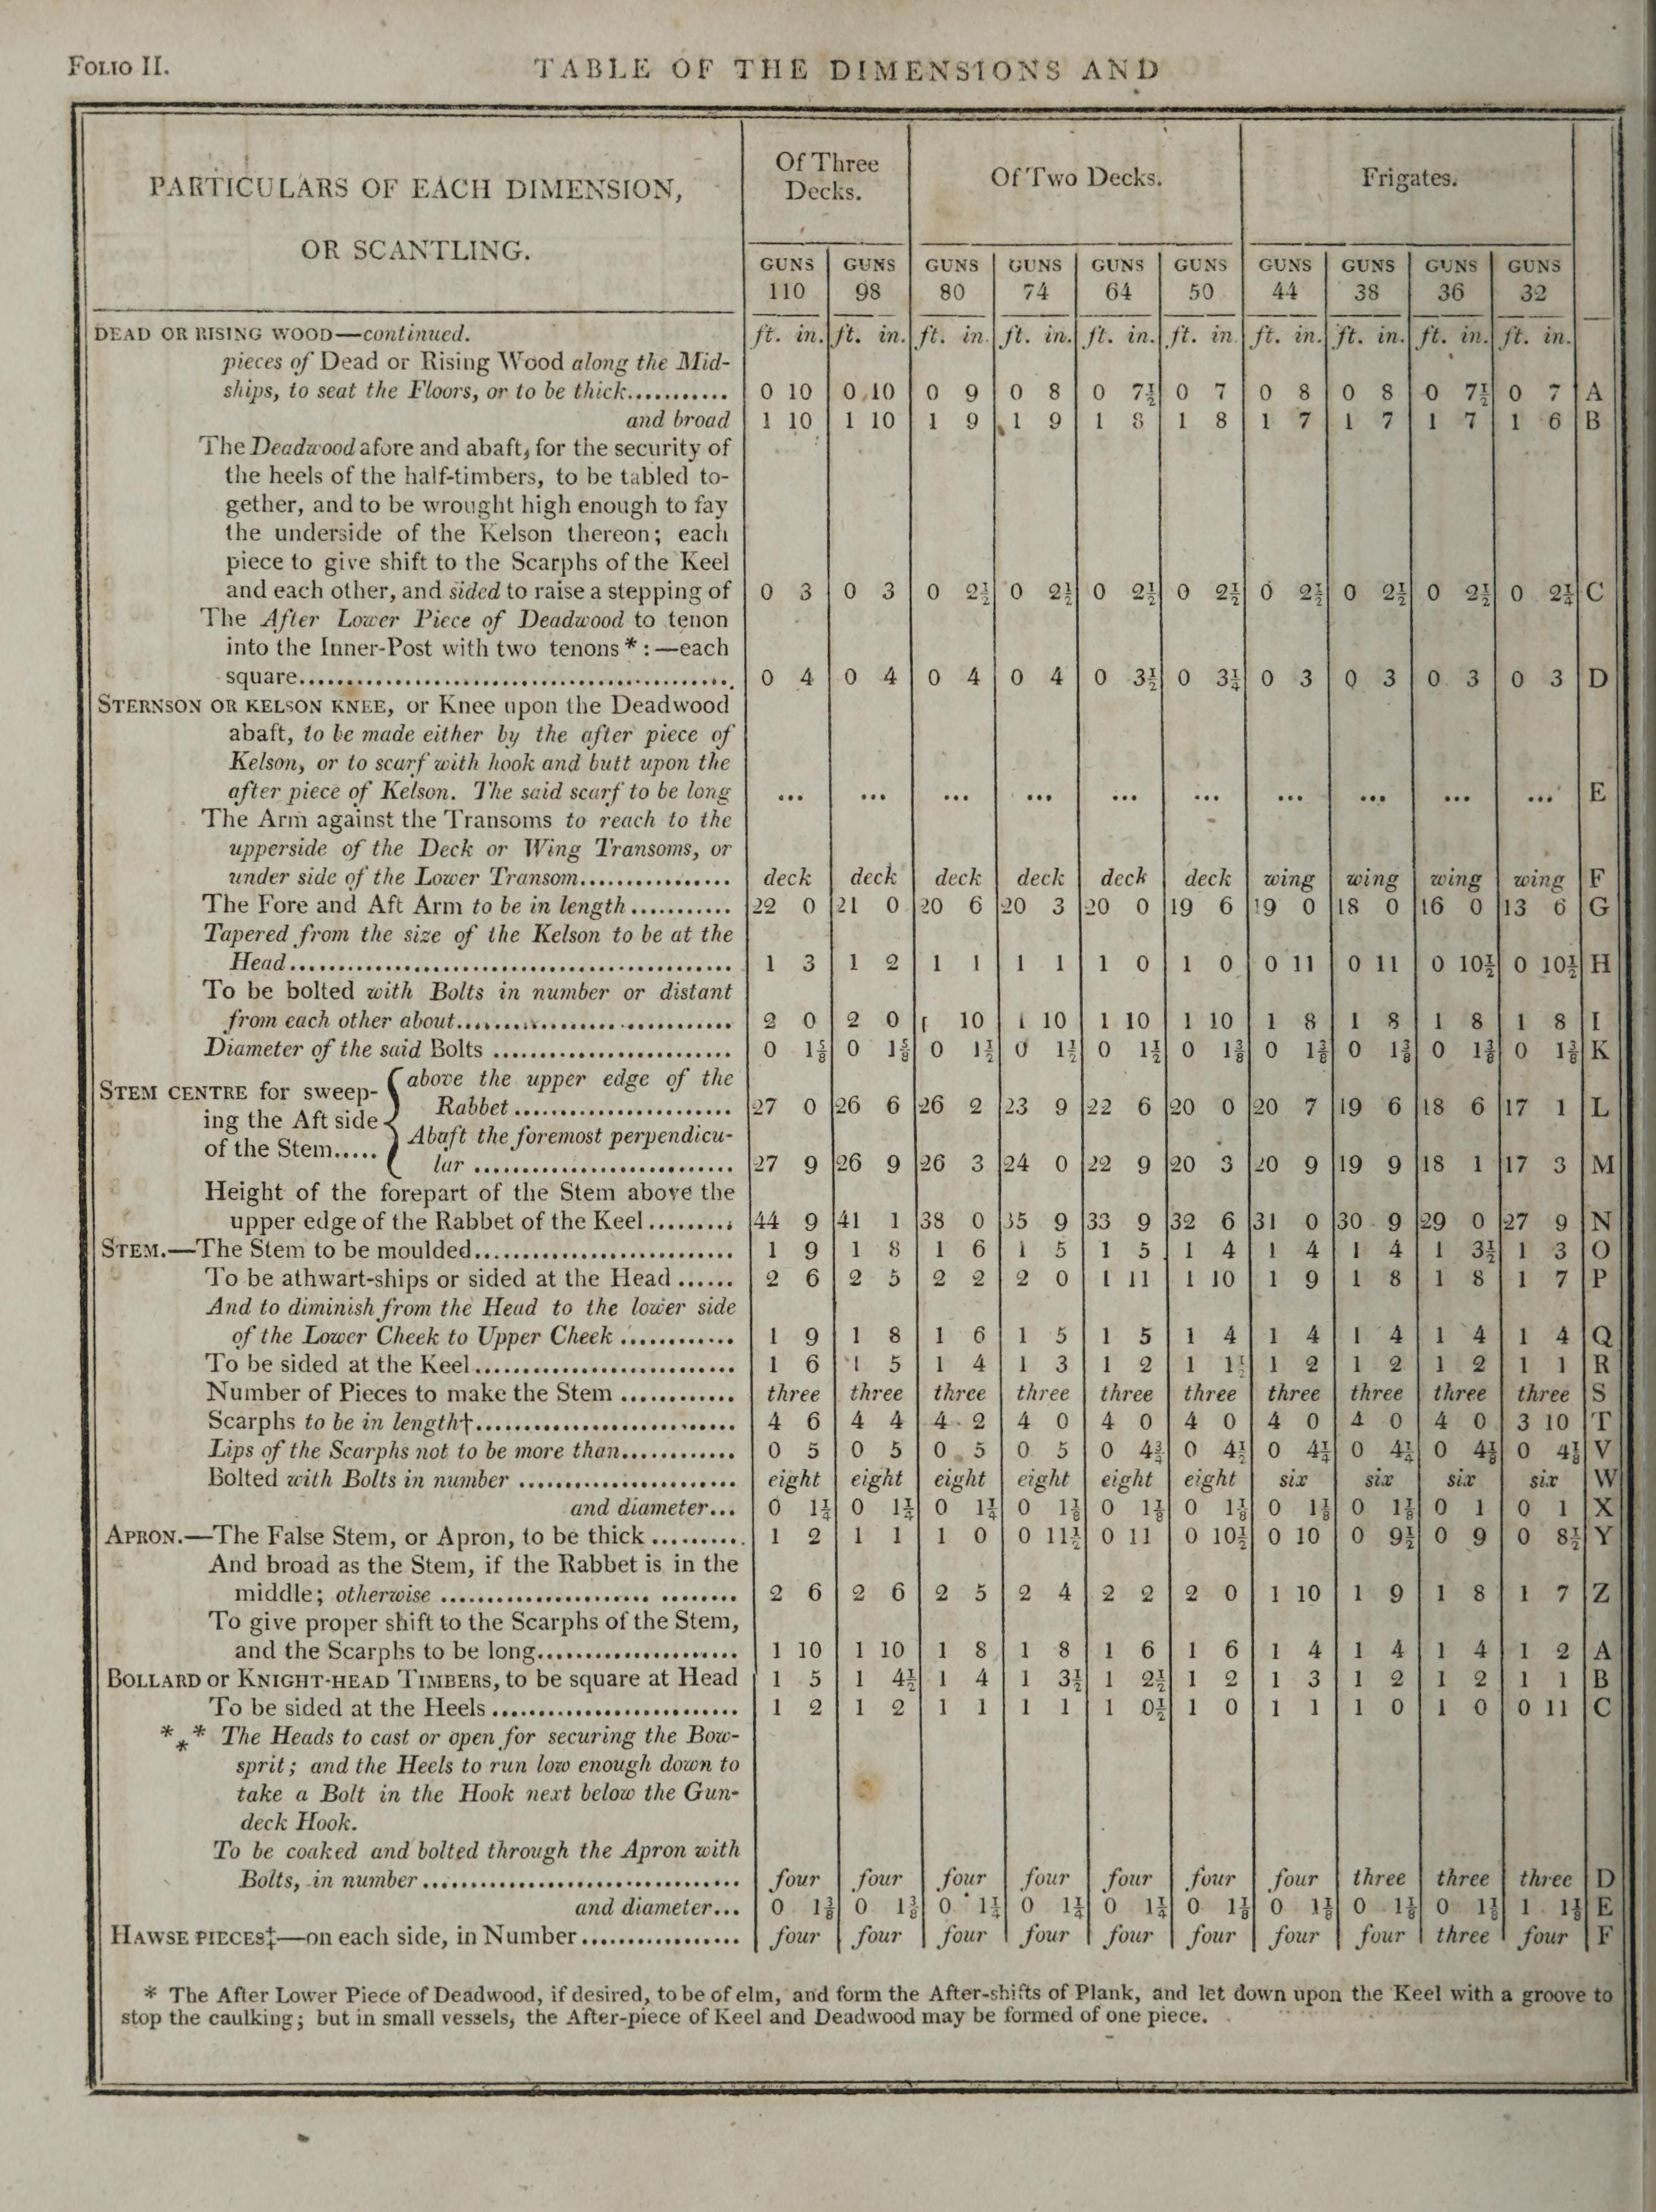 FOLIO II.
TABLE OF THE DIMENSIONS AND
PARTICULARS OF EACH DIMENSION,
OR SCANTLING.
Of Three Decks. Of Two Decks. Frigates.
GUNS GUNS GUNS GUNS GUNS GUNS GUNS GUNS GUNS GUNS
110 98 80 74 64 50 44 38 36 32
DEAD OR RISING WOOD—continued. ft. in. ft. in. ft. in. ft. in. ft. in. ft. in. ft. in. ft. in. ft. in. ft. in.
pieces of Dead or Rising Wood along the Mid-
ships, to seat the Floors, or to be thick........... 0 10 0 10 0 9 0 8 0 7½ 0 7 0 8 0 8 0 7½ 0 7 A
and broad 1 10 1 10 1 9 1 9 1 8 1 8 1 7 1 7 1 7 1 6 B
The Deadwood afore and abaft, for the security of
the heels of the half-timbers, to be tabled to-
gether, and to be wrought high enough to fay
the underside of the Kelson thereon; each
piece to give shift to the Scarphs of the Keel
and each other, and sided to raise a stepping of 0 3 0 3 0 2½ 0 2½ 0 2½ 0 2½ 0 2½ 0 2½ 0 2½ 0 2¼ C
The After Lower Piece of Deadwood to tenon
into the Inner-Post with two tenons * :—each
square............ 0 4 0 4 0 4 0 4 0 3½ 0 3¼ 0 3 0 3 0 3 0 3 D
STERNSON OR KELSON KNEE, or Knee upon the Deadwood
abaft, to be made either by the after piece of
Kelson, or to scarf with hook and butt upon the
after piece of Kelson. The said scarf to be long ... ... ... ... ... ... ... ... ... ... E
The Arm against the Transoms to reach to the
upperside of the Deck or Wing Transoms, or
under side of the Lower Transom............ deck deck deck deck deck deck wing wing wing wing F
The Fore and Aft Arm to be in length........... 22 0 21 0 20 6 20 3 20 0 19 6 19 0 18 0 16 0 13 6 G
Tapered from the size of the Kelson to be at the
Head............ 1 3 1 2 1 1 1 1 1 0 1 0 0 11 0 11 0 10½ 0 10½ H
To be bolted with Bolts in number or distant
from each other about............ 2 0 2 0 10 1 10 1 10 1 10 1 8 1 8 1 8 1 8 I
Diameter of the said Bolts ............ 0 1⅝ 0 1⅝ 0 1½ 0 1½ 0 1½ 0 1⅜ 0 1⅜ 0 1⅜ 0 1⅜ 0 1⅜ K
STEM CENTRE for sweep- above the upper edge of the
ing the Aft side Rabbet............ 27 0 26 6 26 2 23 9 22 6 20 0 20 7 19 6 18 6 17 1 L
of the Stem..... Abaft the foremost perpendicu-
lar ............ 27 9 26 9 26 3 24 0 22 9 20 3 20 9 19 9 18 1 17 3 M
Height of the forepart of the Stem above the
upper edge of the Rabbet of the Keel......... 44 9 41 1 38 0 35 9 33 9 32 6 31 0 30 9 29 0 27 9 N
STEM.—The Stem to be moulded............ 1 9 1 8 1 6 1 5 1 5 1 4 1 4 1 4 1 3½ 1 3 O
To be athwart-ships or sided at the Head ...... 2 6 2 5 2 2 2 0 1 11 1 10 1 9 1 8 1 8 1 7 P
And to diminish from the Head to the lower side
of the Lower Cheek to Upper Cheek ............ 1 9 1 8 1 6 1 5 1 5 1 4 1 4 1 4 1 4 1 4 Q
To be sided at the Keel............ 1 6 1 5 1 4 1 3 1 2 1 1½ 1 2 1 2 1 2 1 1 R
Number of Pieces to make the Stem ............ three three three three three three three three three three S
Scarphs to be in length†............ 4 6 4 4 4 2 4 0 4 0 4 0 4 0 4 0 4 0 3 10 T
Lips of the Scarphs not to be more than............ 0 5 0 5 0 5 0 5 0 4¾ 0 4½ 0 4¼ 0 4¼ 0 4⅛ 0 4⅛ V
Bolted with Bolts in number ............ eight eight eight eight eight eight six six six six W
and diameter... 0 1¼ 0 1¼ 0 1¼ 0 1⅛ 0 1⅛ 0 1⅛ 0 1⅛ 0 1⅛ 0 1 0 1 X
APRON.—The False Stem, or Apron, to be thick .......... 1 2 1 1 1 0 0 11½ 0 11 0 10½ 0 10 0 9½ 0 9 0 8½ Y
And broad as the Stem, if the Rabbet is in the
middle; otherwise ............ 2 6 2 6 2 5 2 4 2 2 2 0 1 10 1 9 1 8 1 7 Z
To give proper shift to the Scarphs of the Stem,
and the Scarphs to be long............ 1 10 1 10 1 8 1 8 1 6 1 6 1 4 1 4 1 4 1 2 A
BOLLARD or KNIGHT-HEAD TIMBERS, to be square at Head 1 5 1 4½ 1 4 1 3½ 1 2½ 1 2 1 3 1 2 1 2 1 1 B
To be sided at the Heels............ 1 2 1 2 1 1 1 1 1 0½ 1 0 1 1 1 0 1 0 0 11 C
*** The Heads to cast or open for securing the Bow-
sprit; and the Heels to run low enough down to
take a Bolt in the Hook next below the Gun-
deck Hook.
To be coaked and bolted through the Apron with
Bolts, in number............ four four four four four four four three three three D
and diameter... 0 1⅜ 0 1⅜ 0 1¼ 0 1¼ 0 1¼ 0 1⅛ 0 1⅛ 0 1⅛ 0 1⅛ 1 1⅛ E
HAWSE PIECES‡—on each side, in Number............ four four four four four four four four three four F
* The After Lower Piece of Deadwood, if desired, to be of elm, and form the After-shifts of Plank, and let down upon the Keel with a groove to
stop the caulking; but in small vessels, the After-piece of Keel and Deadwood may be formed of one piece.